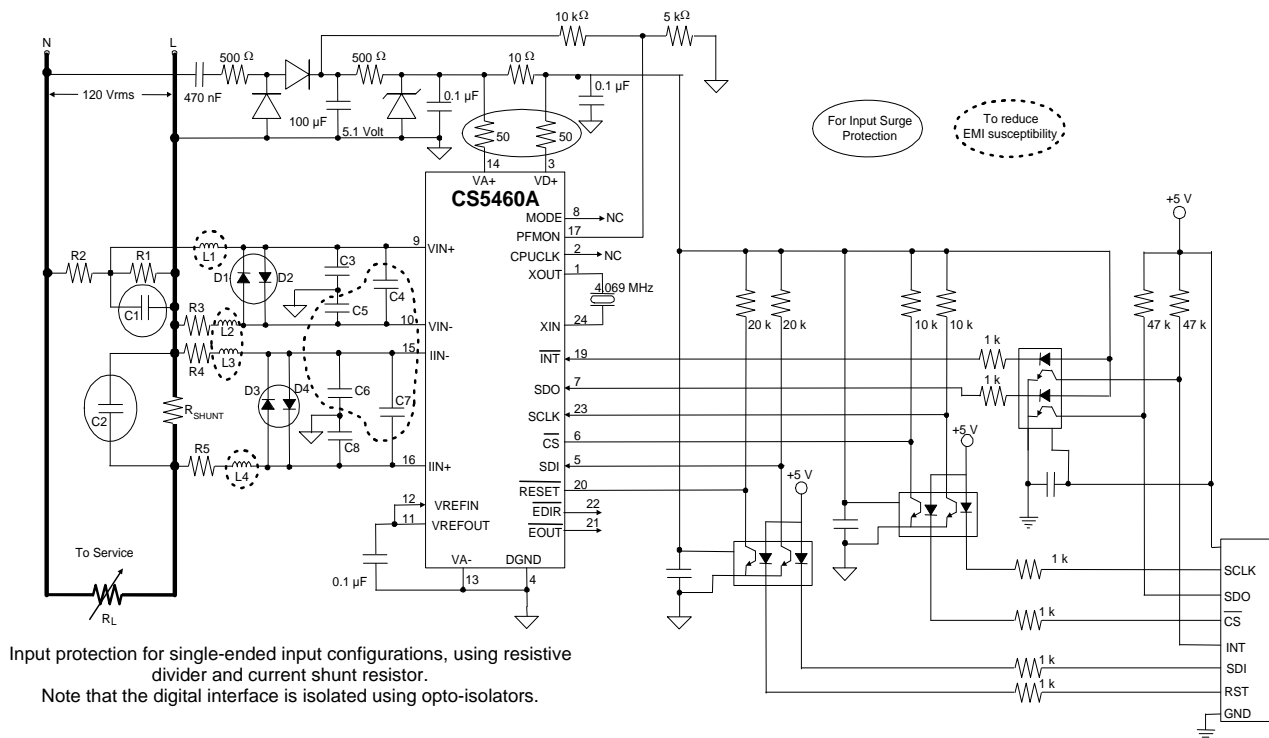 10 kΩ
5 kΩ
N
L
500 Ω
500 Ω
10 Ω
120 Vrms
470 nF
100 µF
5.1 Volt
0.1 µF
0.1 µF
50
50
For Input Surge
Protection
To reduce
EMI susceptibility
14
3
VA+
VD+
CS5460A
+5 V
MODE
8
NC
PFMON
17
CPUCLK
2
NC
XOUT
1
4.069 MHz
XIN
24
9
VIN+
L1
R2
R1
D1
D2
C3
C4
C1
C5
R3
L2
10
VIN-
15
IIN-
R4
L3
20 k
20 k
10 k
10 k
47 k
47 k
INT
19
1 k
SDO
7
1 k
D3
D4
C6
C7
C2
RSHUNT
SCLK
23
C8
CS
6
+5 V
R5
L4
16
IIN+
SDI
5
+5 V
RESET
20
12
VREFIN
EDIR
22
11
VREFOUT
EOUT
21
To Service
0.1 µF
VA-
DGND
13
4
RL
1 k
SCLK
SDO
1 k
CS
INT
1 k
SDI
1 k
RST
GND
Input protection for single-ended input configurations, using resistive
divider and current shunt resistor.
Note that the digital interface is isolated using opto-isolators.